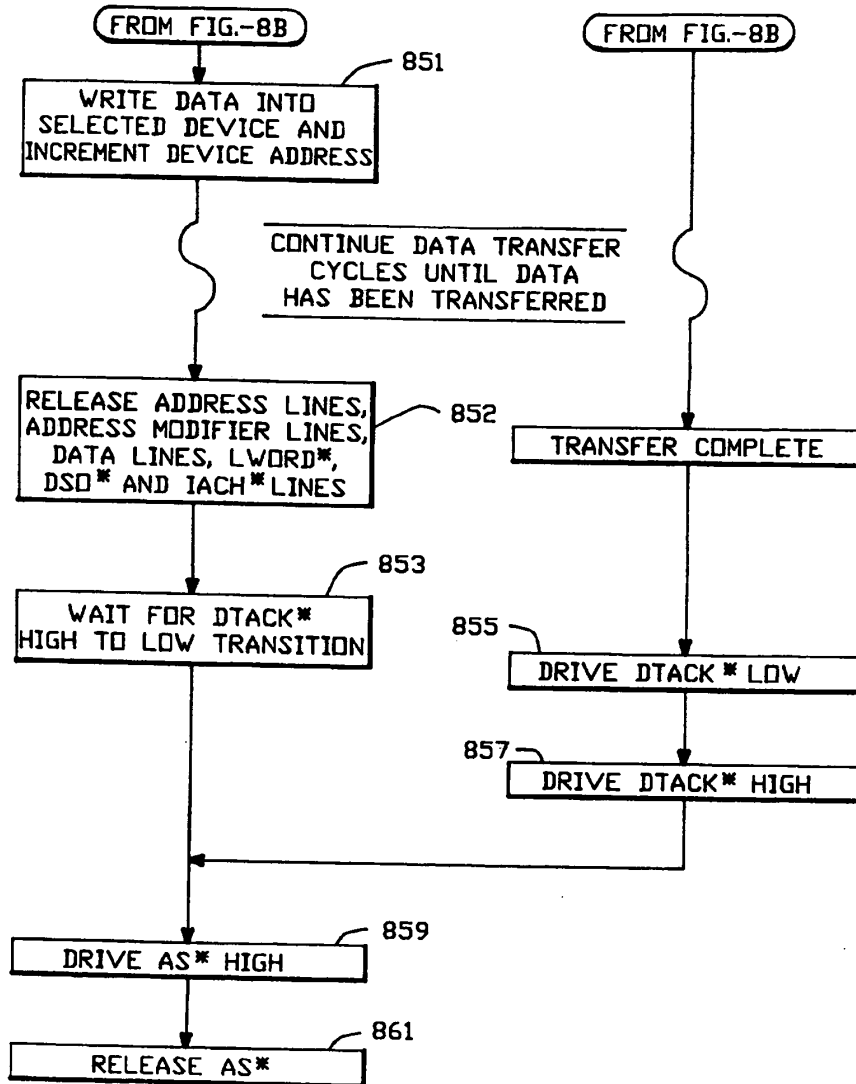 FROM FIG.-8B
851
WRITE DATA INTO
SELECTED DEVICE AND
INCREMENT DEVICE ADDRESS
CONTINUE DATA TRANSFER
CYCLES UNTIL DATA
HAS BEEN TRANSFERRED
RELEASE ADDRESS LINES,
ADDRESS MODIFIER LINES,
DATA LINES, LWORD*,
DSO* AND IACH* LINES
852
853
WAIT FOR DTACK*
HIGH TO LOW TRANSITION
859
DRIVE AS* HIGH
861
RELEASE AS*
FROM FIG.-8B
TRANSFER COMPLETE
855
DRIVE DTACK* LOW
857
DRIVE DTACK* HIGH